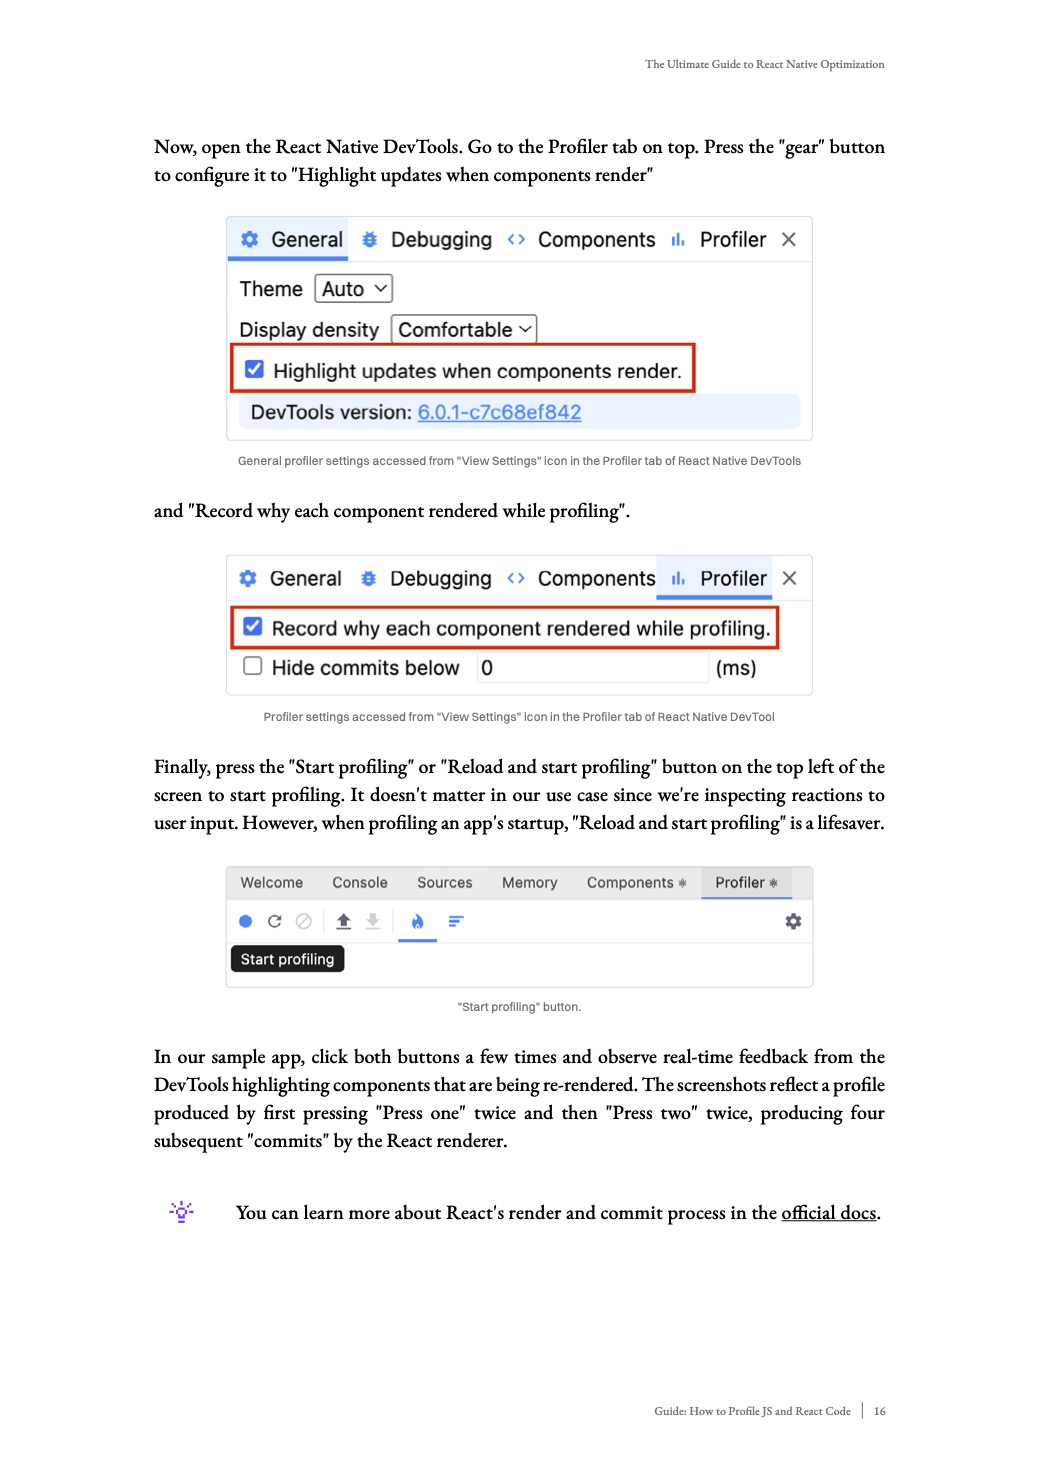 The Ultimate Guide to React Native Optimization
Now, open the React Native DevTools. Go to the Profiler tab on top. Press the "gear" button
to configure it to "Highlight updates when components render"
General Debugging Components Profiler
Theme Auto
Display density Comfortable
Highlight updates when components render.
DevTools version: 6.0.1-c7c68ef842
General profiler settings accessed from "View Settings" icon in the Profiler tab of React Native DevTools
and "Record why each component rendered while profiling".
General Debugging Components Profiler
Record why each component rendered while profiling.
Hide commits below 0 (ms)
Profiler settings accessed from "View Settings" icon in the Profiler tab of React Native DevTool
Finally, press the "Start profiling" or "Reload and start profiling" button on the top left of the
screen to start profiling. It doesn't matter in our use case since we're inspecting reactions to
user input. However, when profiling an app's startup, "Reload and start profiling" is a lifesaver.
Welcome Console Sources Memory Components Profiler
Start profiling
"Start profiling" button.
In our sample app, click both buttons a few times and observe real-time feedback from the
DevTools highlighting components that are being re-rendered. The screenshots reflect a profile
produced by first pressing "Press one" twice and then "Press two" twice, producing four
subsequent "commits" by the React renderer.
You can learn more about React's render and commit process in the official docs.
Guide: How to Profile JS and React Code | 16